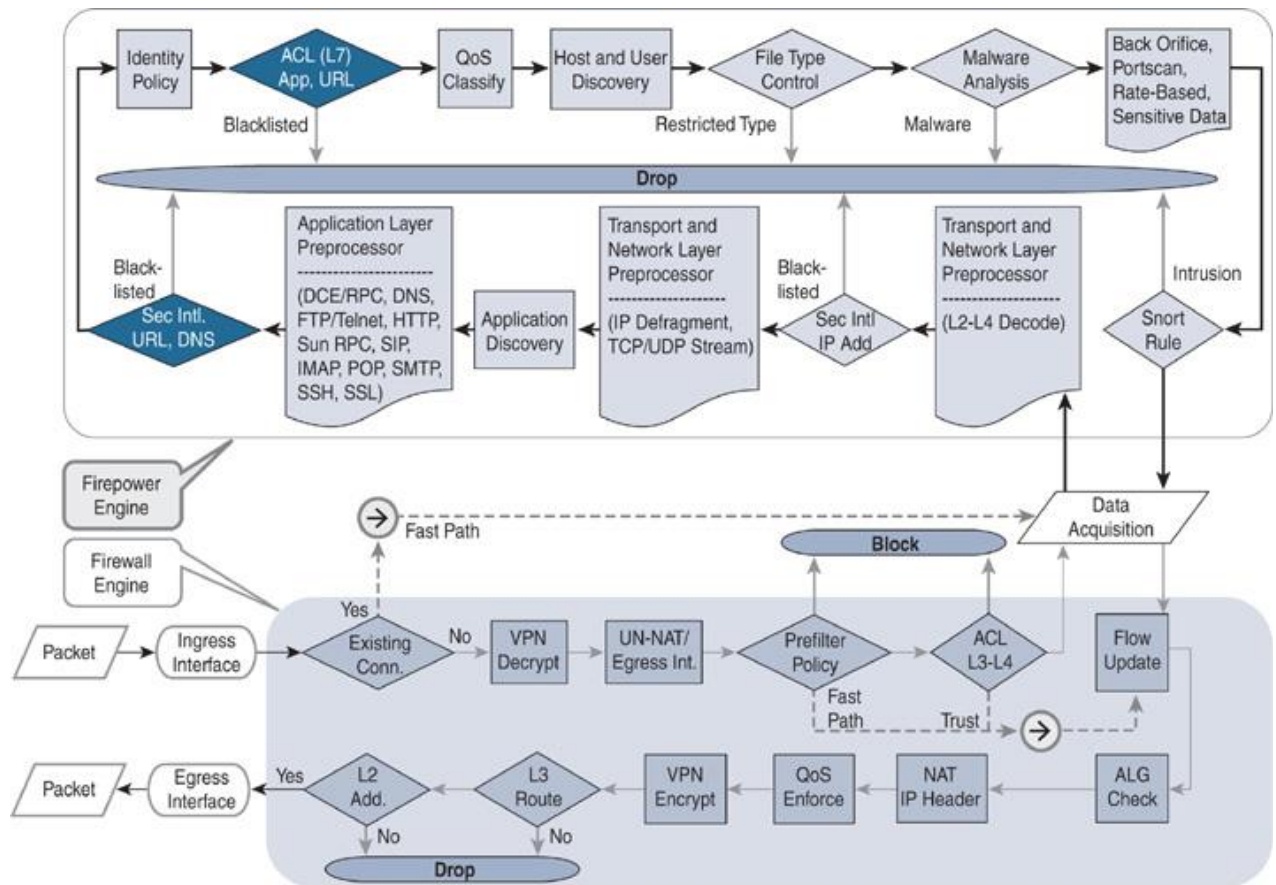 Identity
Policy
ACL (L7)
App, URL
QoS
Classify
Host and User
Discovery
File Type
Control
Malware
Analysis
Back Orifice,
Portscan,
Rate-Based,
Sensitive Data
Blacklisted
Restricted Type
Malware
Drop
Black-
listed
Sec Intl.
URL, DNS
Application Layer
Preprocessor
-----------------------
(DCE/RPC, DNS,
FTP/Telnet, HTTP,
Sun RPC, SIP,
IMAP, POP, SMTP,
SSH, SSL)
Application
Discovery
Transport and
Network Layer
Preprocessor
--------------------
(IP Defragment,
TCP/UDP Stream)
Black-
listed
Sec Intl
IP Add
Transport and
Network Layer
Preprocessor
--------------------
(L2-L4 Decode)
Intrusion
Snort
Rule
Firepower
Engine
Firewall
Engine
Fast Path
Block
Data
Acquisition
Packet
Ingress
Interface
Yes
Existing
Conn.
No
VPN
Decrypt
UN-NAT/
Egress Int.
Prefilter
Policy
ACL
L3-L4
Flow
Update
Fast
Path
Trust
Packet
Egress
Interface
Yes
L2
Add.
No
L3
Route
No
VPN
Encrypt
QoS
Enforce
NAT
IP Header
ALG
Check
Drop